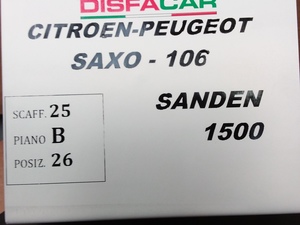 DISFACAR
CITROEN-PEUGEOT
SAXO - 106
SCAFF. 25
PIANO B
POSIZ. 26
SANDEN
1500